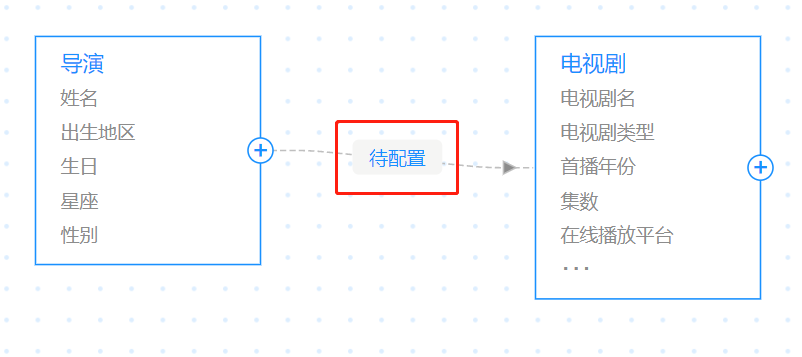 导演
姓名
出生地区
生日
星座
性别
待配置
电视剧
电视剧名
电视剧类型
首播年份
集数
在线播放平台
...